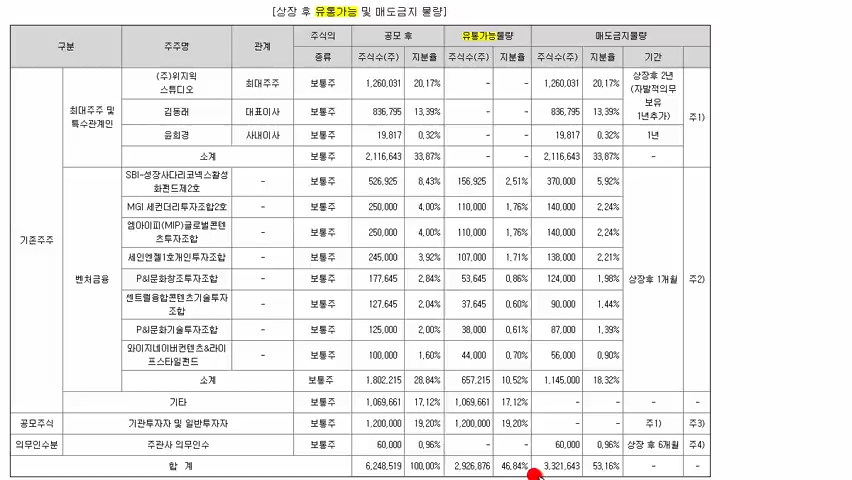 [상장 후 유통가능 및 매도금지 물량]
구분 주주명 관계 주식의 종류 공모 후 유통가능물량 매도금지물량
주식수(주) 지분율 주식수(주) 지분율 주식수(주) 지분율 기간
기존주주 최대주주 및 특수관계인 (주)위지윅스튜디오 최대주주 보통주 1,260,031 20,17% - - 1,260,031 20,17% 상장후 2년 (자발적의무보유 1년추가) 주1)
김동래 대표이사 보통주 836,795 13,39% - - 836,795 13,39%
윤희경 사내이사 보통주 19,817 0,32% - - 19,817 0,32% 1년
소계 보통주 2,116,643 33,87% - - 2,116,643 33,87% -
벤처금융 SBI-성장사다리코넥스활성화펀드제2호 - 보통주 526,925 8,43% 156,925 2,51% 370,000 5,92% 상장후 1개월 주2)
MGI 세컨더리투자조합2호 - 보통주 250,000 4,00% 110,000 1,76% 140,000 2,24%
엠아이피(MIP)글로벌콘텐츠투자조합 - 보통주 250,000 4,00% 110,000 1,76% 140,000 2,24%
세인엔젤1호개인투자조합 - 보통주 245,000 3,92% 107,000 1,71% 138,000 2,21%
P&I문화창조투자조합 - 보통주 177,645 2,84% 53,645 0,86% 124,000 1,98%
센트럴융합콘텐츠기술투자조합 - 보통주 127,645 2,04% 37,645 0,60% 90,000 1,44%
P&I문화기술투자조합 - 보통주 125,000 2,00% 38,000 0,61% 87,000 1,39%
와이지네이버컨텐츠&라이프스타일펀드 - 보통주 100,000 1,60% 44,000 0,70% 56,000 0,90%
소계 보통주 1,802,215 28,84% 657,215 10,52% 1,145,000 18,32%
기타 보통주 1,069,661 17,12% 1,069,661 17,12% - - - -
공모주식 기관투자자 및 일반투자자 보통주 1,200,000 19,20% 1,200,000 19,20% - - 주1) 주3)
의무인수분 주관사 의무인수 보통주 60,000 0,96% - - 60,000 0,96% 상장 후 6개월 주4)
합 계 6,248,519 100,00% 2,926,876 46,84% 3,321,643 53,16% - -